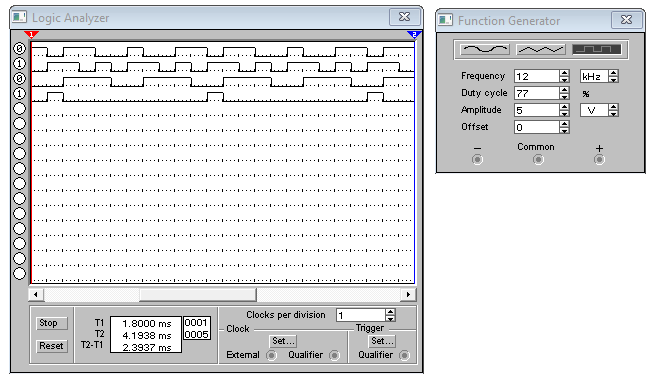 Logic Analyzer
1
2
0
1
0
1
Stop
Reset
T1 1.8000 ms 0001
T2 4.1938 ms 0005
T2-T1 2.3937 ms
Clocks per division 1
Clock
Set...
External Qualifier
Trigger
Set...
Qualifier
Function Generator
Frequency 12 kHz
Duty cycle 77 %
Amplitude 5 V
Offset 0
− Common +